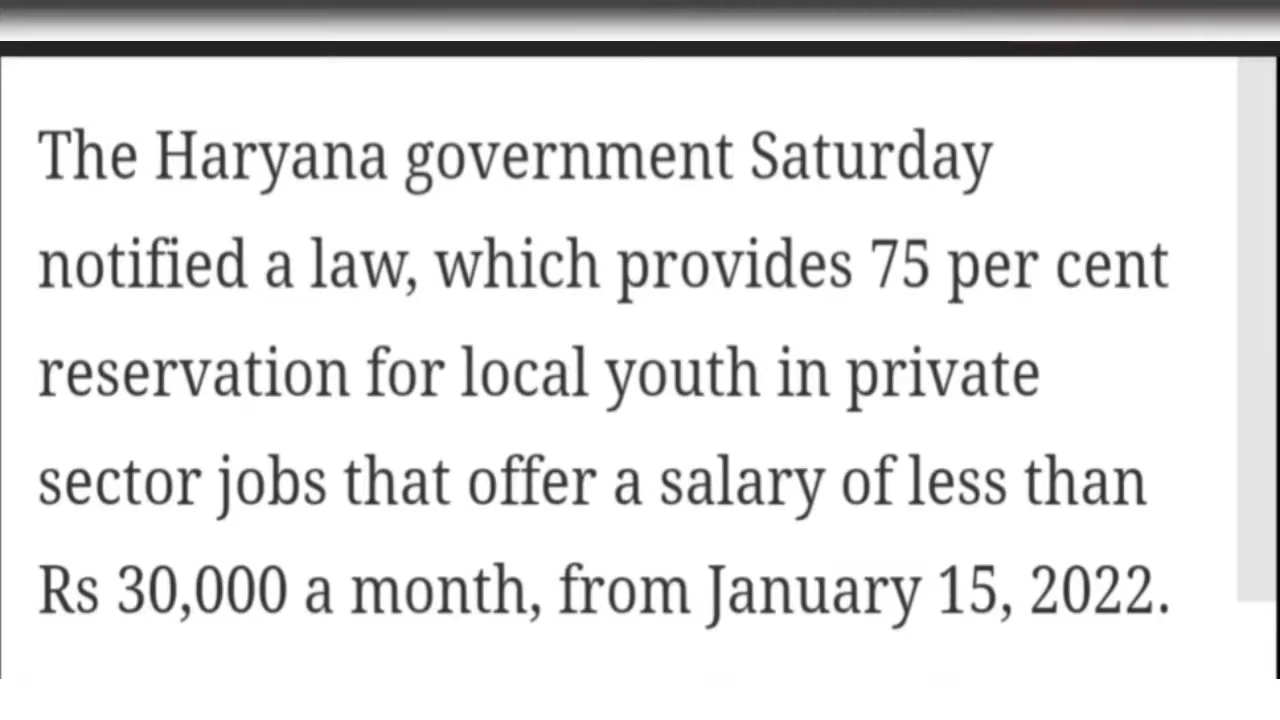 The Haryana government Saturday
notified a law, which provides 75 per cent
reservation for local youth in private
sector jobs that offer a salary of less than
Rs 30,000 a month, from January 15, 2022.